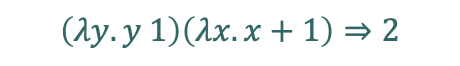 (λy. y 1)(λx. x + 1) ⇒ 2